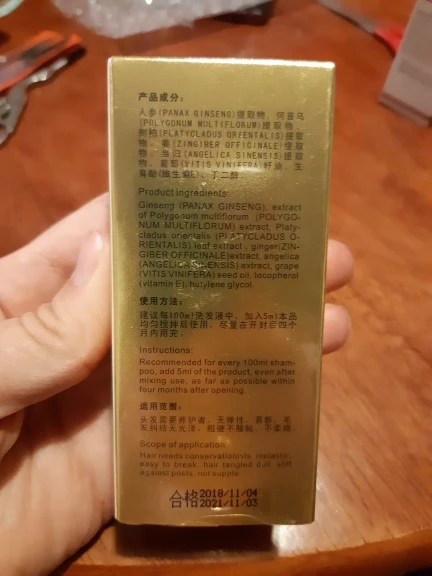 产品成分:
人参(PANAX GINSENG)提取物、何首乌
(POLYGONUM MULTIFLORUM)提取物、
侧柏(PLATYCLADUS ORIENTALIS)提取
物、姜(ZINGIBER OFFICINALE)提取
物、当归(ANGELICA SINENSIS)提取
物、葡萄(VITIS VINIFERA)籽油、生
育酚(维生素E)、丁二醇
Product ingredients:
Ginseng (PANAX GINSENG), extract
of Polygonum multiflorum (POLYGO-
NUM MULTIFLORUM) extract, Platy-
cladus orientalis (PLATYCLADUS O-
RIENTALIS) leaf extract , ginger(ZIN-
GIBER OFFICINALE)extract, angelica
(ANGELICA SINENSIS) extract, grape
(VITIS VINIFERA) seed oil, tocopherol
(vitamin E), butylene glycol.
使用方法:
建议每100ml洗发液中，加入5ml本品
均匀搅拌后使用，尽量在开封后四个
月内用完。
Instructions:
Recommended for every 100ml sham-
poo, add 5ml of the product, even after
mixing use, as far as possible within
four months after opening.
适用范围:
头发需要养护者，无弹性、易断、毛
发纠结无光泽、粗硬不服帖、不柔顺。
Scope of application:
Hair needs conservationists, inelastic,
easy to break, hair tangled dull, stiff
against posts, not supple.
合格 2018/11/04
2021/11/03